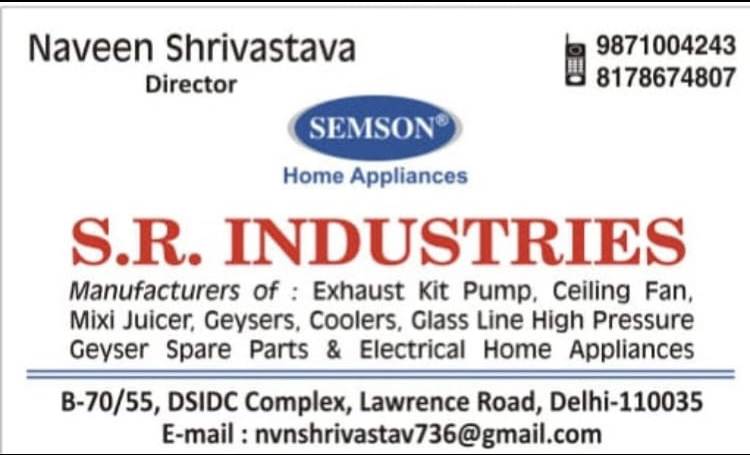 Naveen Shrivastava
Director
9871004243
8178674807
SEMSON®
Home Appliances
S.R. INDUSTRIES
Manufacturers of : Exhaust Kit Pump, Ceiling Fan,
Mixi Juicer, Geysers, Coolers, Glass Line High Pressure
Geyser Spare Parts & Electrical Home Appliances
B-70/55, DSIDC Complex, Lawrence Road, Delhi-110035
E-mail : nvnshrivastav736@gmail.com